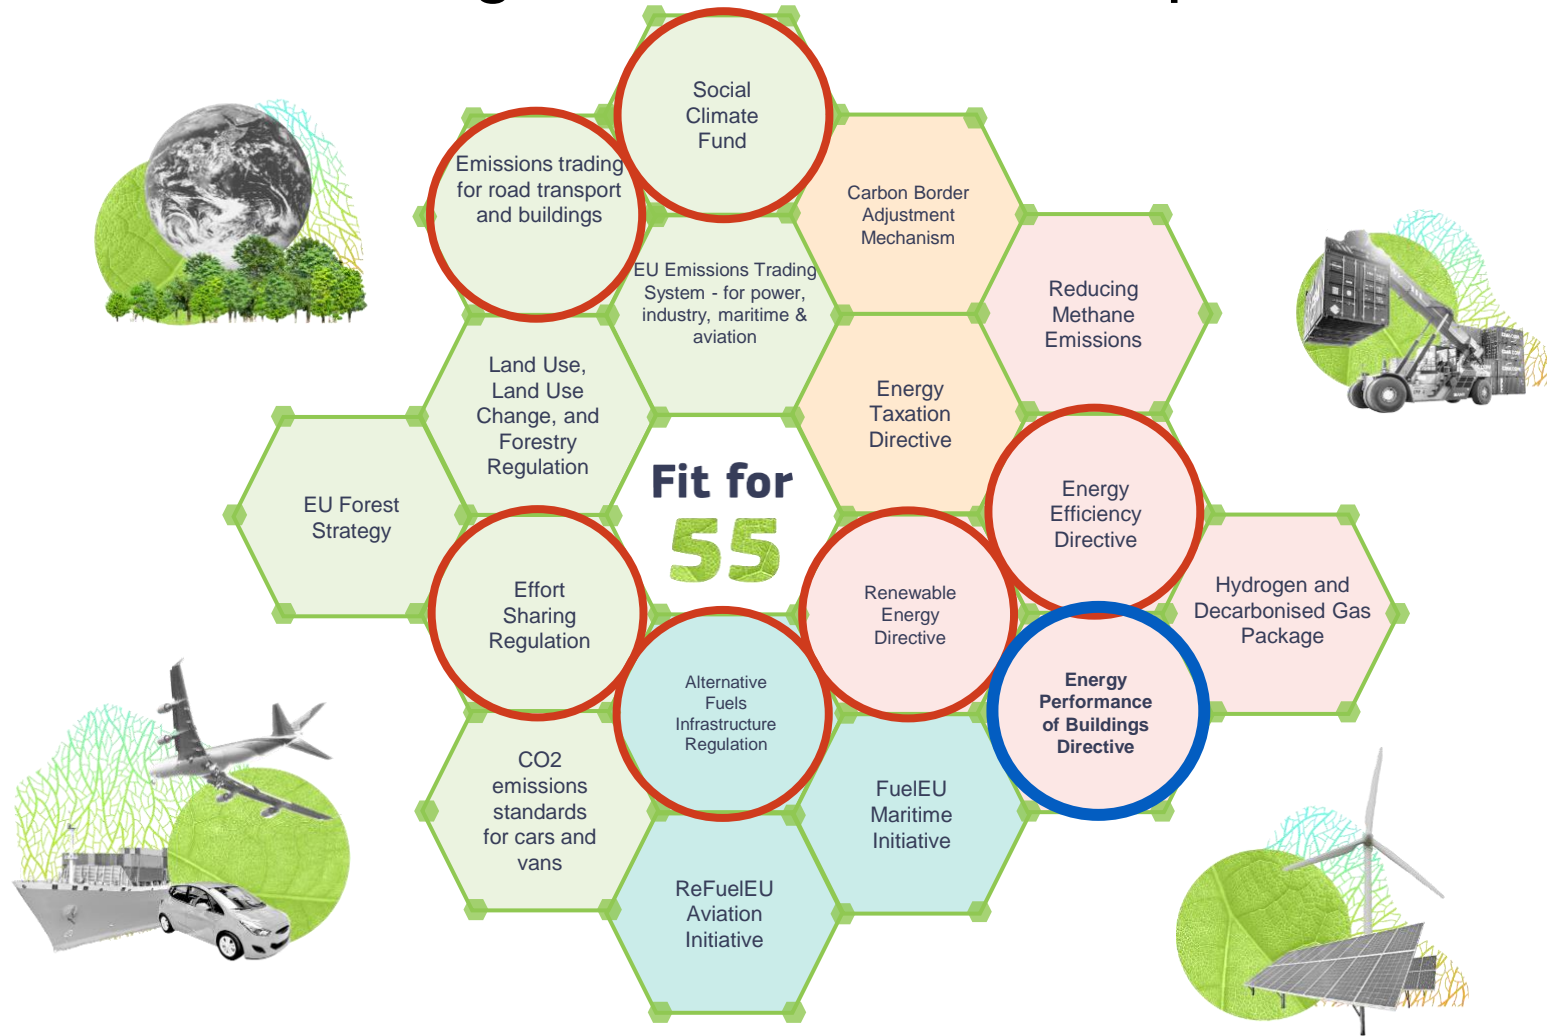 Social
Climate
Fund
Emissions trading
for road transport
and buildings
Carbon Border
Adjustment
Mechanism
EU Emissions Trading
System - for power,
industry, maritime &
aviation
Reducing
Methane
Emissions
Land Use,
Land Use
Change, and
Forestry
Regulation
Energy
Taxation
Directive
Fit for
55
EU Forest
Strategy
Energy
Efficiency
Directive
Effort
Sharing
Regulation
Renewable
Energy
Directive
Hydrogen and
Decarbonised Gas
Package
Alternative
Fuels
Infrastructure
Regulation
Energy
Performance
of Buildings
Directive
CO2
emissions
standards
for cars and
vans
FuelEU
Maritime
Initiative
ReFuelEU
Aviation
Initiative